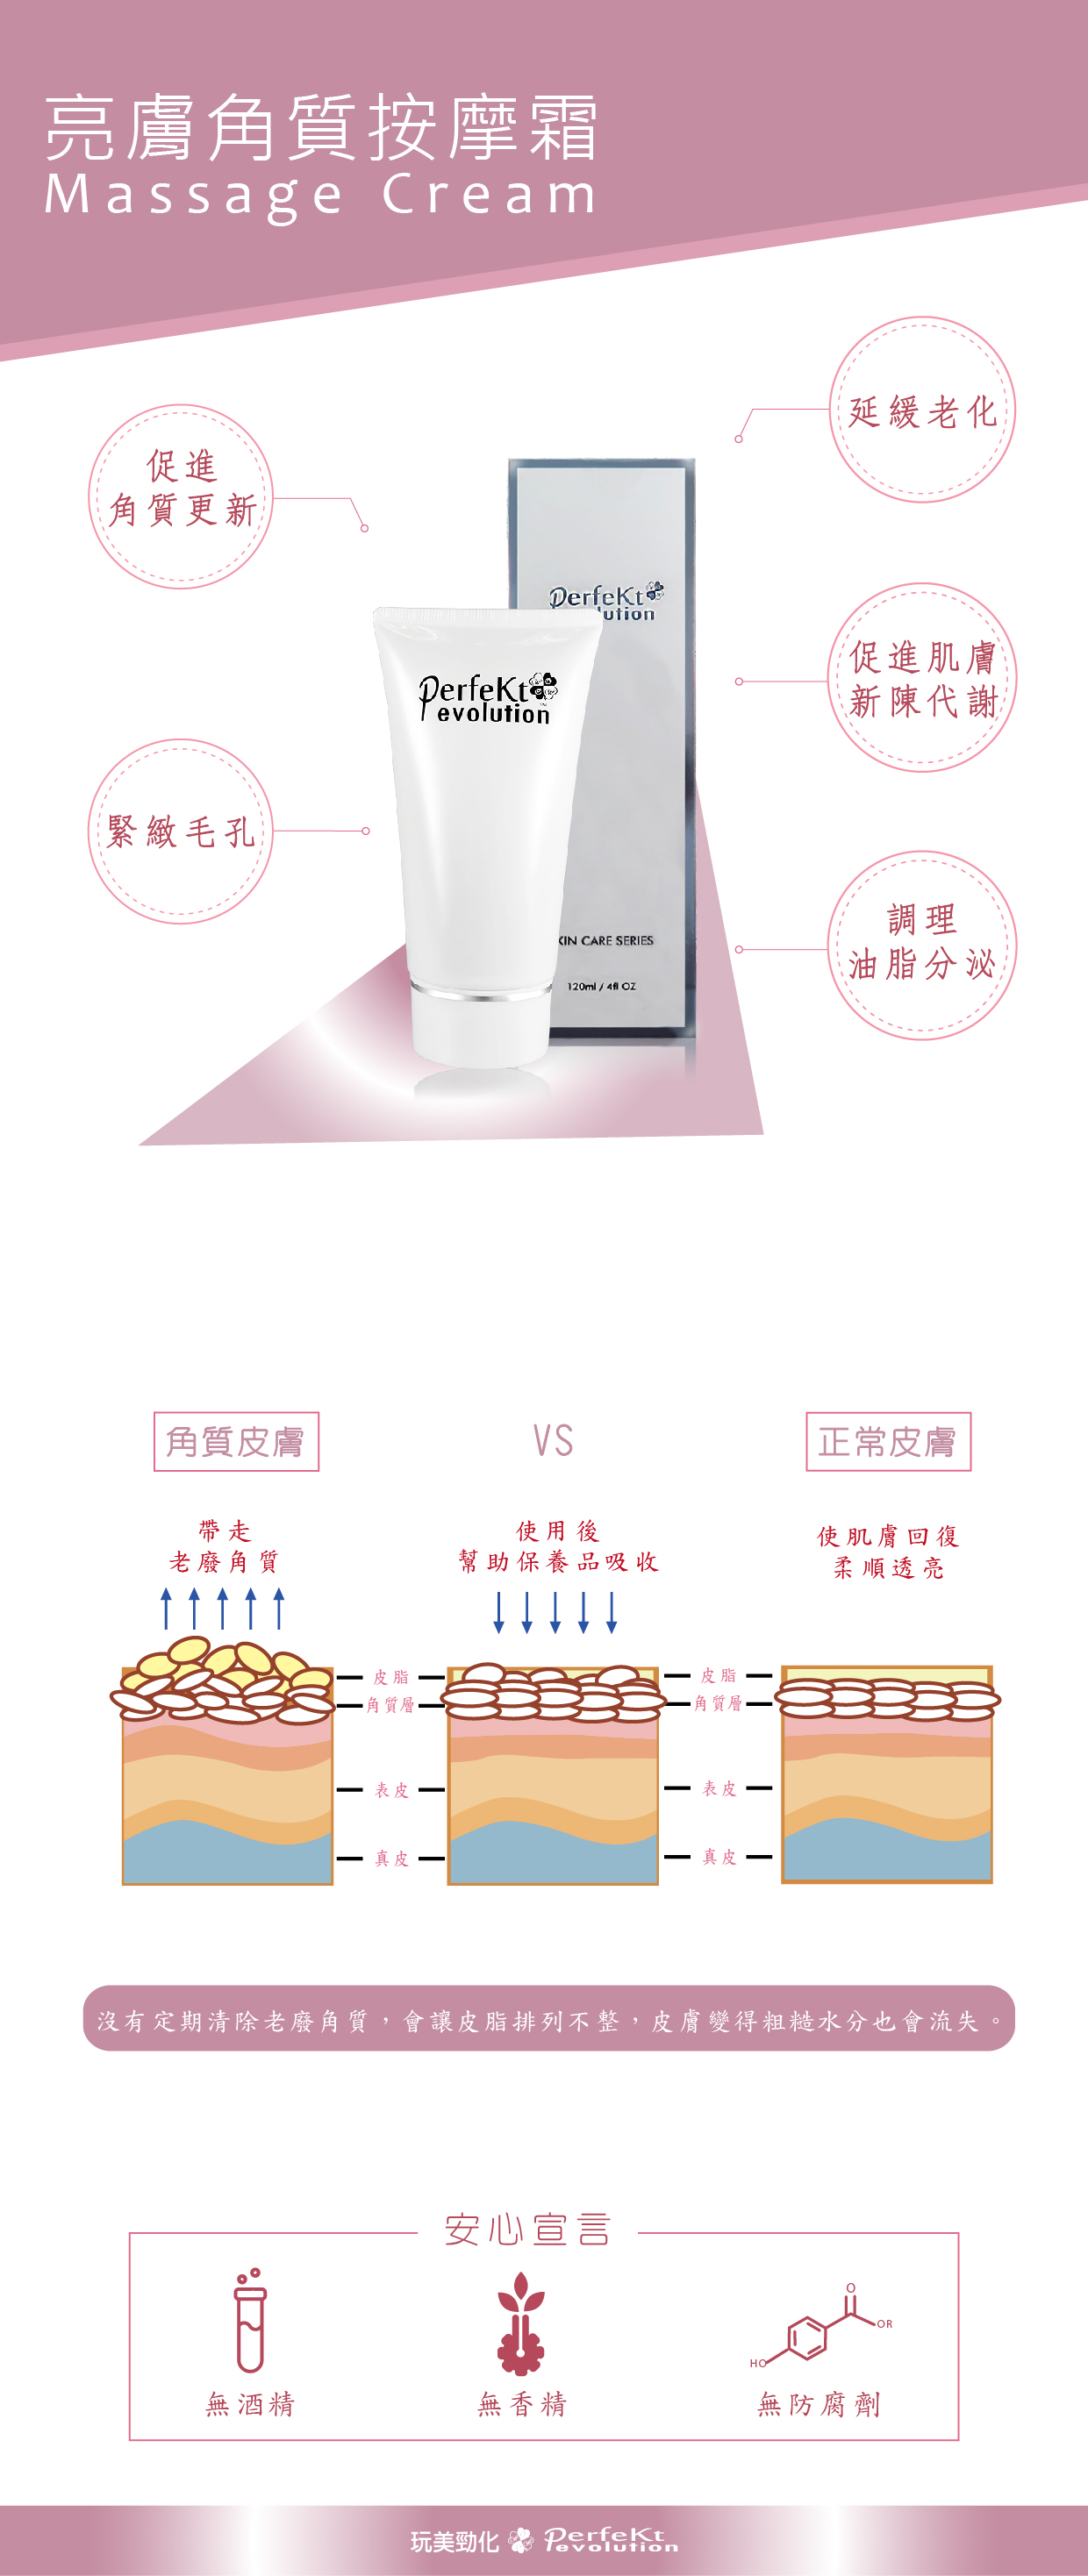 亮膚角質按摩霜
Massage Cream
延緩老化
促進
角質更新
PerfeKt
ution
PerfeKt
evolution
促進肌膚
新陳代謝
緊緻毛孔
調理
油脂分泌
KIN CARE SERIES
120ml / 4fl OZ
角質皮膚
VS
正常皮膚
帶走
老廢角質
使用後
幫助保養品吸收
使肌膚回復
柔順透亮
皮脂
角質層
表皮
真皮
皮脂
角質層
表皮
真皮
沒有定期清除老廢角質，會讓皮脂排列不整，皮膚變得粗糙水分也會流失。
安心宣言
O
OR
HO
無酒精
無香精
無防腐劑
玩美勁化 PerfeKt
evolution